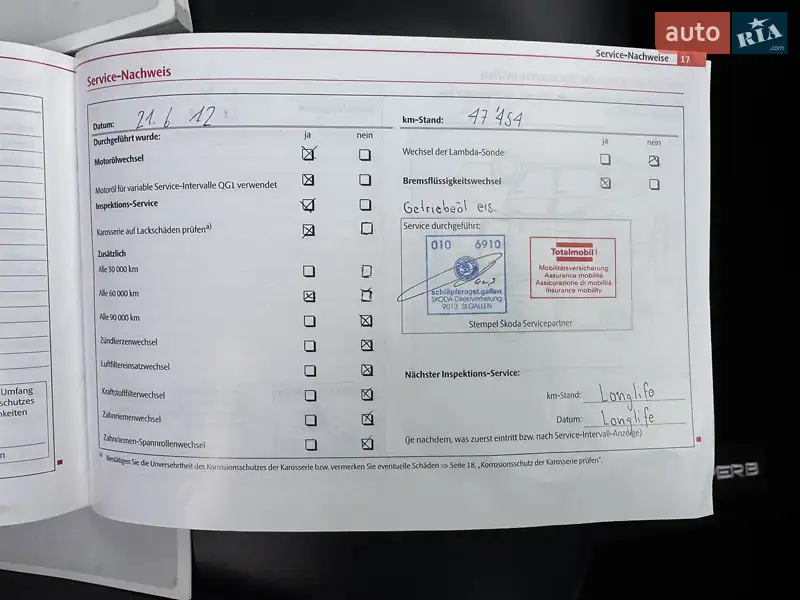 auto RIA .com
Service-Nachweise 17
Service-Nachweis
Datum: 21. 6 12
Durchgeführt wurde: ja nein
Motorölwechsel
Motoröl für variable Service-Intervalle QG1 verwendet
Inspektions-Service
Karosserie auf Lackschäden prüfen a)
Zusätzlich
Alle 30 000 km
Alle 60 000 km
Alle 90 000 km
Zündkerzenwechsel
Luftfiltereinsatzwechsel
Kraftstofffilterwechsel
Zahnriemenwechsel
Zahnriemen-Spannrollenwechsel
km-Stand: 47'454
ja nein
Wechsel der Lambda-Sonde
Bremsflüssigkeitswechsel
Getriebeöl ers.
Service durchgeführt:
010 6910
schläpferagst.gallen
SKODA-Direktvertretung
9013 St.GALLEN
Totalmobil!
Mobilitätsversicherung
Assurance mobilité
Assicurazione di mobilità
Insurance mobility
Stempel Škoda Servicepartner
Nächster Inspektions-Service:
km-Stand: Longlife
Datum: Longlife
(je nachdem, was zuerst eintritt bzw. nach Service-Intervall-Anzeige)
a) Bestätigen Sie die Unversehrtheit des Korrosionsschutzes der Karosserie bzw. vermerken Sie eventuelle Schäden ⇒ Seite 18, „Korrosionsschutz der Karosserie prüfen“.
Umfang
schutzes
hkeiten
n
ERB